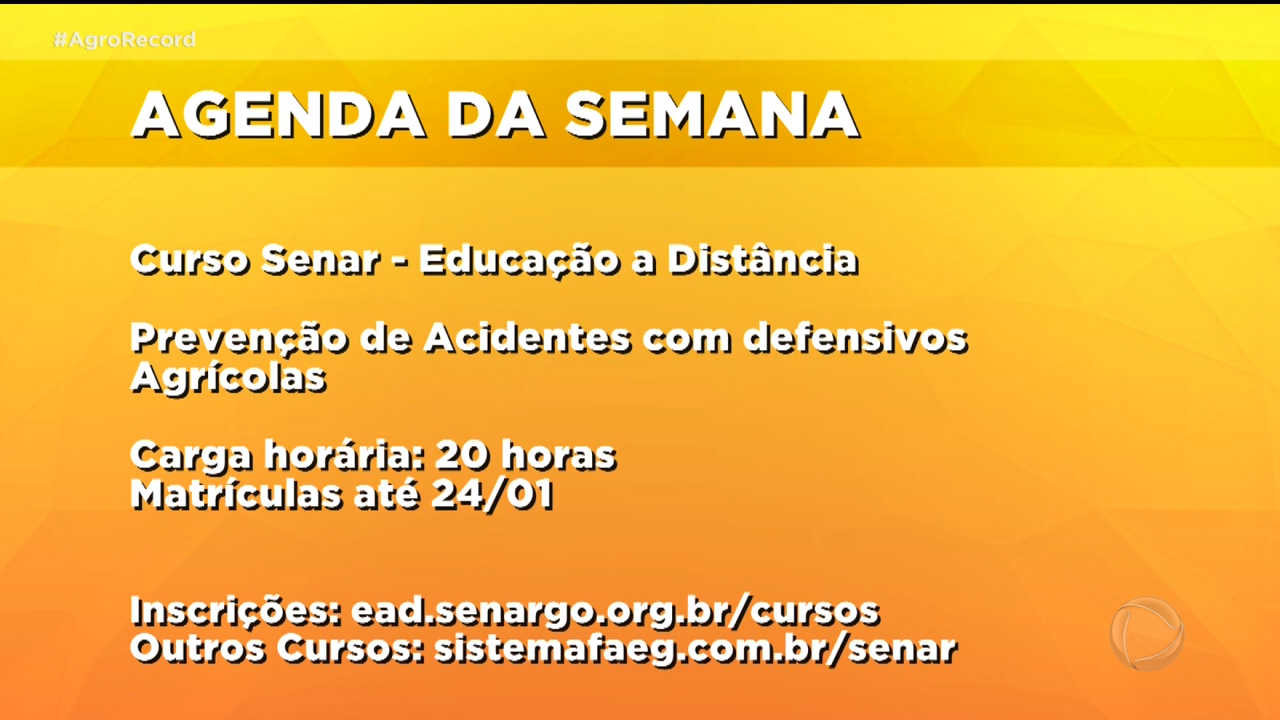 #AgroRecord
AGENDA DA SEMANA
Curso Senar - Educação a Distância
Prevenção de Acidentes com defensivos
Agrícolas
Carga horária: 20 horas
Matrículas até 24/01
Inscrições: ead.senargo.org.br/cursos
Outros Cursos: sistemafaeg.com.br/senar